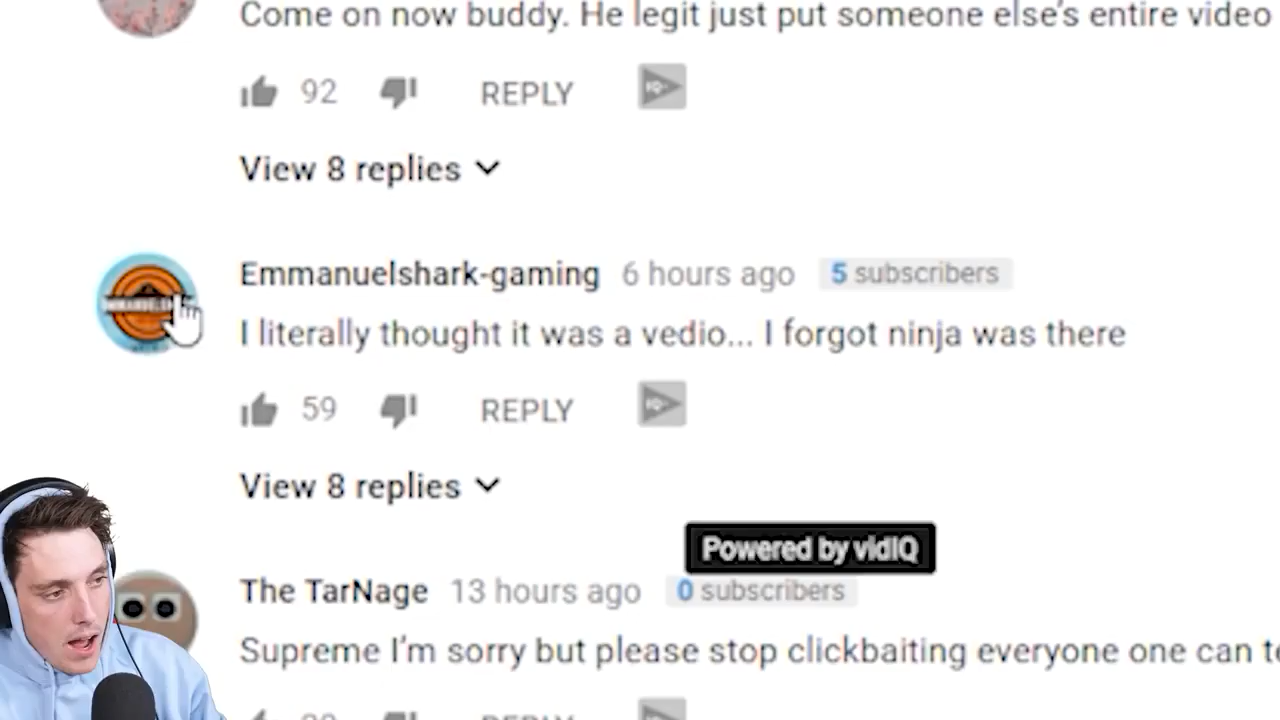 Come on now buddy. He legit just put someone else's entire video
92 REPLY
View 8 replies
Emmanuelshark-gaming 6 hours ago 5 subscribers
I literally thought it was a vedio... I forgot ninja was there
59 REPLY
View 8 replies
Powered by vidIQ
The TarNage 13 hours ago 0 subscribers
Supreme I'm sorry but please stop clickbaiting everyone one can